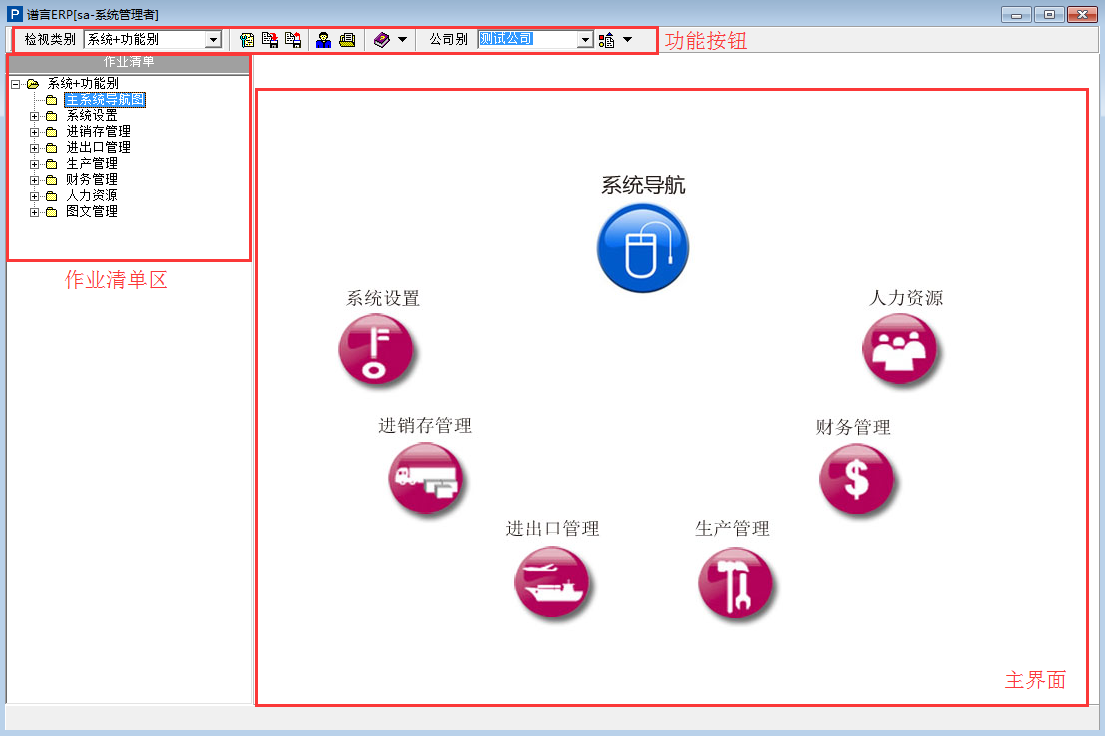 P 谱言ERP[sa-系统管理者]
检视类别 系统+功能别 公司别 测试公司 功能按钮
作业清单
系统+功能别
主系统导航图
系统设置
进销存管理
进出口管理
生产管理
财务管理
人力资源
图文管理
作业清单区
系统导航
系统设置
人力资源
进销存管理
财务管理
$
进出口管理
生产管理
主界面